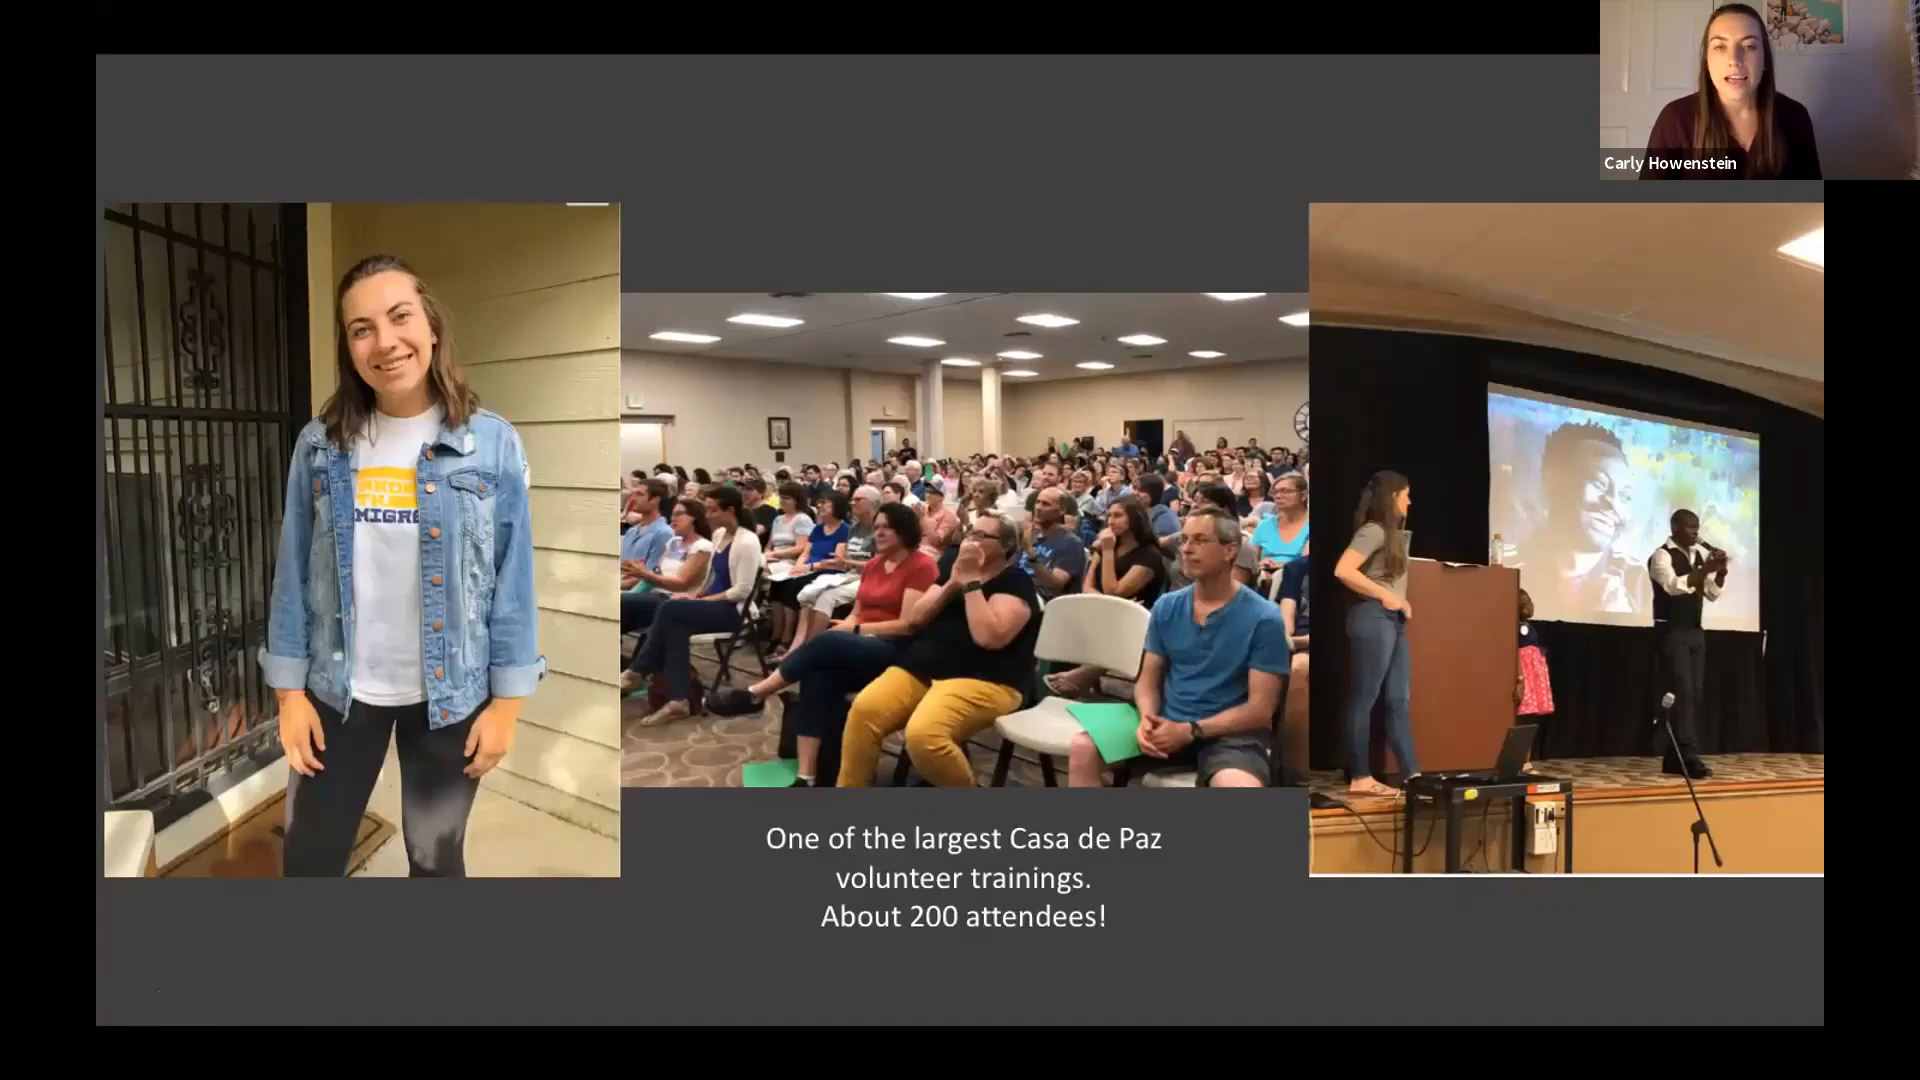 Carly Howenstein
One of the largest Casa de Paz
volunteer trainings.
About 200 attendees!